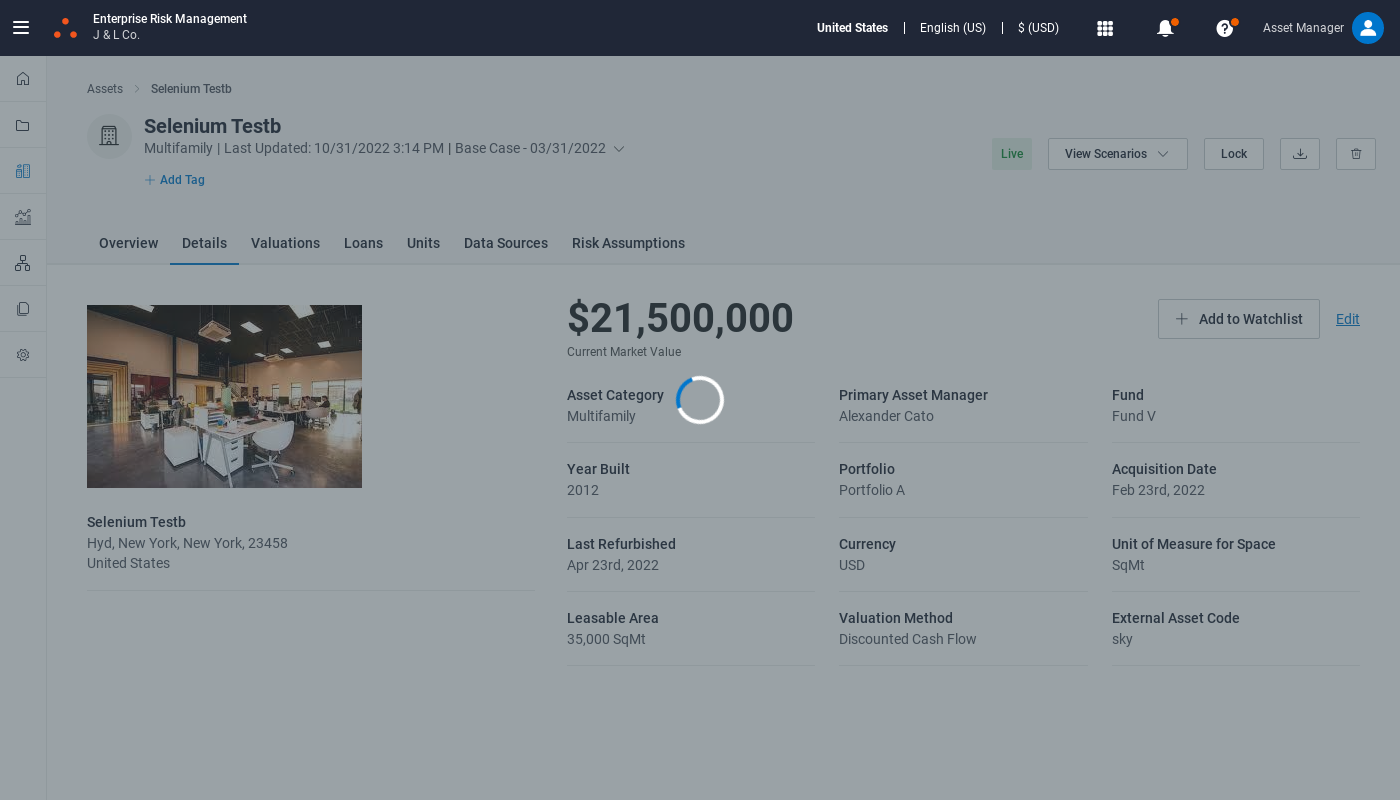 Enterprise Risk Management
J & L Co.
United States
English (US)
$ (USD)
Asset Manager
Assets
Selenium Testb
Selenium Testb
Multifamily | Last Updated: 10/31/2022 3:14 PM | Base Case - 03/31/2022
Add Tag
Live
View Scenarios
Lock
Overview
Details
Valuations
Loans
Units
Data Sources
Risk Assumptions
Selenium Testb
Hyd, New York, New York, 23458
United States
$21,500,000
Current Market Value
Add to Watchlist
Edit
Asset Category
Multifamily
Primary Asset Manager
Alexander Cato
Fund
Fund V
Year Built
2012
Portfolio
Portfolio A
Acquisition Date
Feb 23rd, 2022
Last Refurbished
Apr 23rd, 2022
Currency
USD
Unit of Measure for Space
SqMt
Leasable Area
35,000 SqMt
Valuation Method
Discounted Cash Flow
External Asset Code
sky